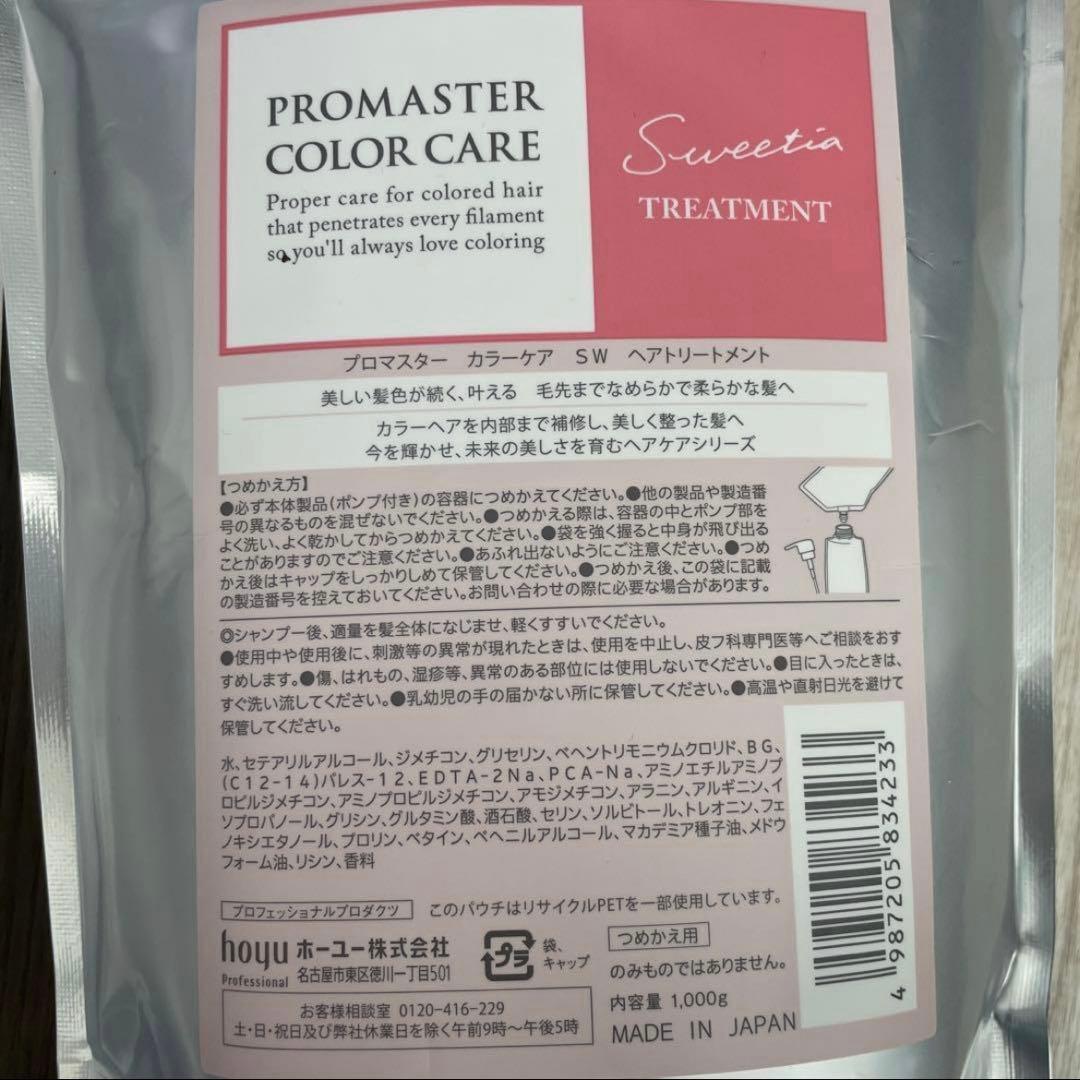 PROMASTER
COLOR CARE
Proper care for colored hair
that penetrates every filament
so you'll always love coloring
Sweetia
TREATMENT
プロマスター カラーケア SW ヘアトリートメント
美しい髪色が続く、叶える 毛先までなめらかで柔らかな髪へ
カラーヘアを内部まで補修し、美しく整った髪へ
今を輝かせ、未来の美しさを育むヘアケアシリーズ
【つめかえ方】
●必ず本体製品(ポンプ付き)の容器につめかえてください。●他の製品や製造番
号の異なるものを混ぜないでください。●つめかえる際は、容器の中とポンプ部を
よく洗い、よく乾かしてからつめかえてください。●袋を強く握ると中身が飛び出る
ことがありますのでご注意ください。●あふれ出ないようにご注意ください。●つめ
かえ後はキャップをしっかりしめて保管してください。●つめかえ後、この袋に記載
の製造番号を控えておいてください。お問い合わせの際に必要な場合があります。
◎シャンプー後、適量を髪全体になじませ、軽くすすいでください。
●使用中や使用後に、刺激等の異常が現れたときは、使用を中止し、皮フ科専門医等へご相談をおす
すめします。●傷、はれもの、湿疹等、異常のある部位には使用しないでください。●目に入ったときは、
すぐ洗い流してください。●乳幼児の手の届かない所に保管してください。●高温や直射日光を避けて
保管してください。
水、セテアリルアルコール、ジメチコン、グリセリン、ベヘントリモニウムクロリド、BG、
(C12-14)パレス-12、EDTA-2Na、PCA-Na、アミノエチルアミノプ
ロピルジメチコン、アミノプロピルジメチコン、アモジメチコン、アラニン、アルギニン、イ
ソプロパノール、グリシン、グルタミン酸、酒石酸、セリン、ソルビトール、トレオニン、フェ
ノキシエタノール、プロリン、ベタイン、ベヘニルアルコール、マカデミア種子油、メドウ
フォーム油、リシン、香料
プロフェッショナルプロダクツ
このパウチはリサイクルPETを一部使用しています。
hoyu
Professional
ホーユー株式会社
名古屋市東区徳川一丁目501
プラ
袋、
キャップ
つめかえ用
のみものではありません。
お客様相談室 0120-416-229
土・日・祝日及び弊社休業日を除く午前9時〜午後5時
内容量 1,000g
MADE IN JAPAN
4 987205 834233